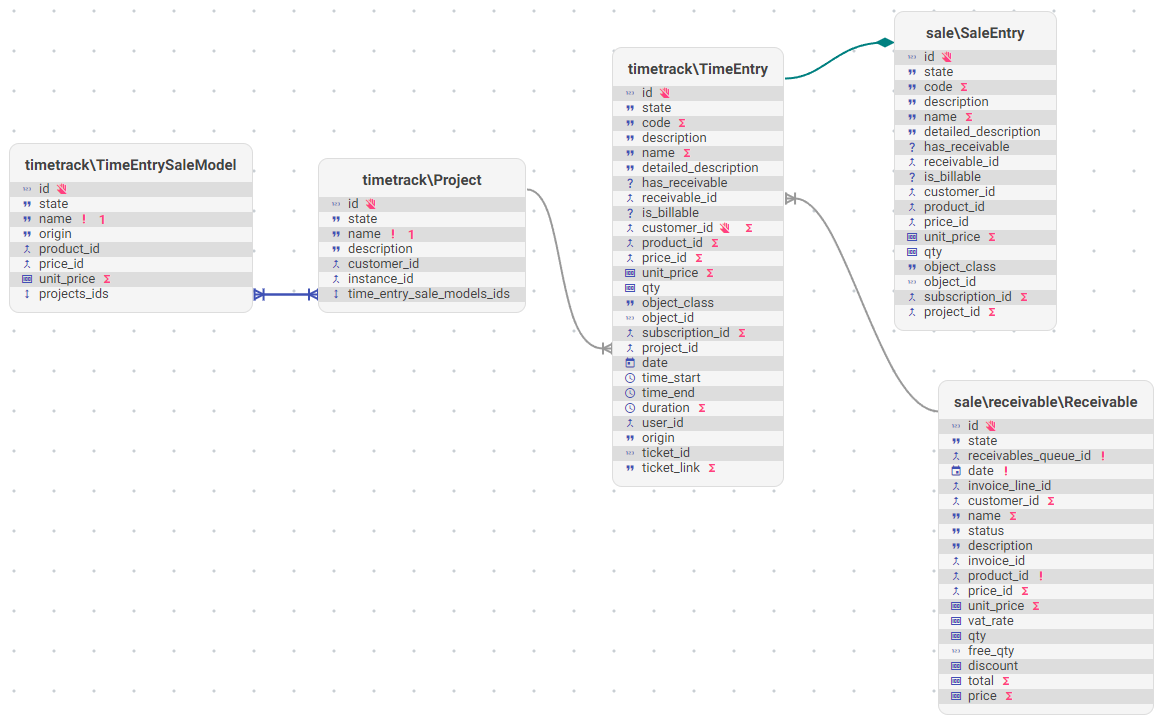 timetrack\TimeEntrySaleModel
id
state
name ! 1
origin
product_id
price_id
unit_price Σ
projects_ids
timetrack\Project
id
state
name ! 1
description
customer_id
instance_id
time_entry_sale_models_ids
timetrack\TimeEntry
id
state
code Σ
description
name Σ
detailed_description
? has_receivable
receivable_id
? is_billable
customer_id Σ
product_id Σ
price_id Σ
unit_price Σ
qty
object_class
object_id
subscription_id Σ
project_id
date
time_start
time_end
duration Σ
user_id
origin
ticket_id
ticket_link Σ
sale\SaleEntry
id
state
code Σ
description
name Σ
detailed_description
? has_receivable
receivable_id
? is_billable
customer_id
product_id
price_id
unit_price Σ
qty
object_class
object_id
subscription_id Σ
project_id Σ
sale\receivable\Receivable
id
state
receivables_queue_id !
date !
invoice_line_id
customer_id Σ
name Σ
status
description
invoice_id
product_id !
price_id Σ
unit_price Σ
vat_rate
qty
free_qty
discount
total Σ
price Σ